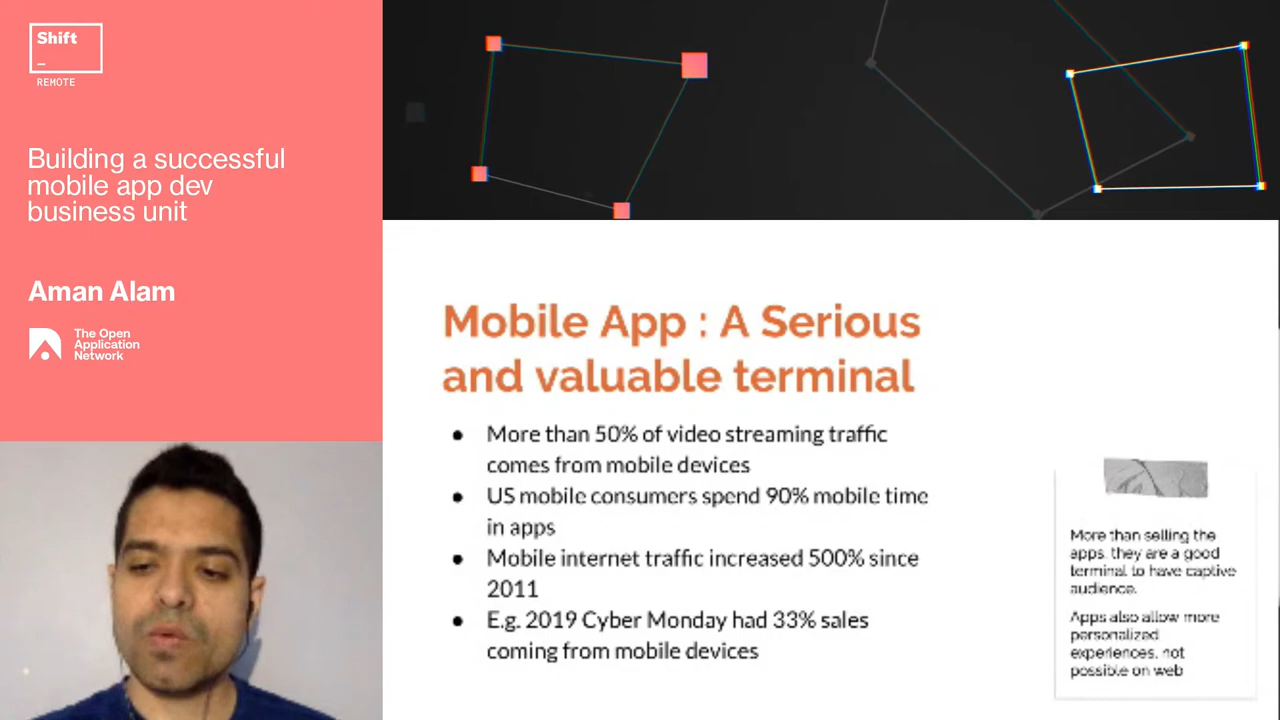 Shift
_
REMOTE
Building a successful
mobile app dev
business unit
Aman Alam
The Open
Application
Network
Mobile App : A Serious
and valuable terminal
● More than 50% of video streaming traffic
comes from mobile devices
● US mobile consumers spend 90% mobile time
in apps
● Mobile internet traffic increased 500% since
2011
● E.g. 2019 Cyber Monday had 33% sales
coming from mobile devices
More than selling the
apps, they are a good
terminal to have captive
audience.
Apps also allow more
personalized
experiences, not
possible on web